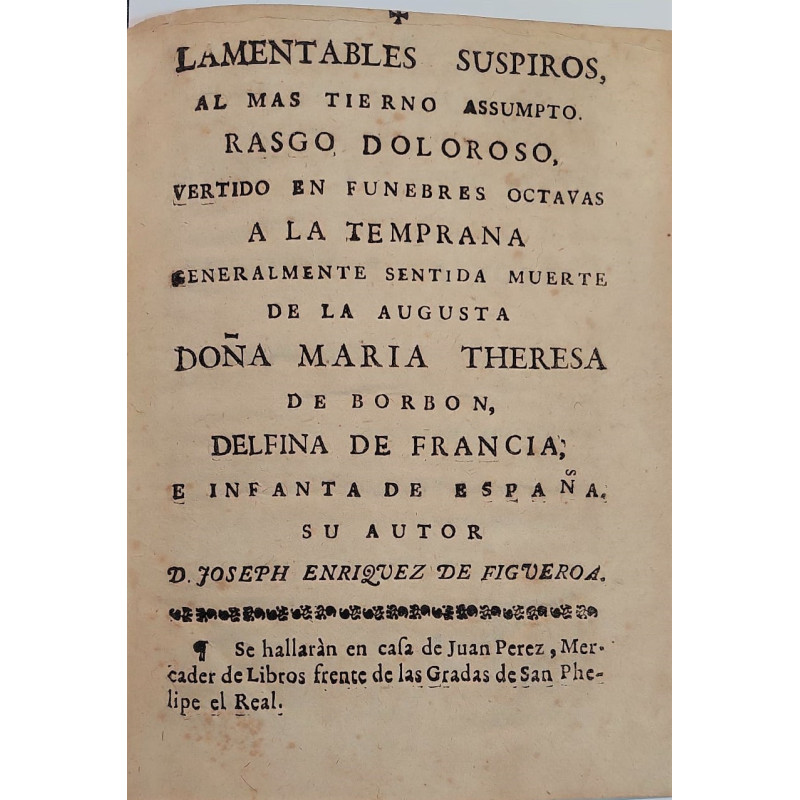 LAMENTABLES SUSPIROS,
AL MAS TIERNO ASSUMPTO.
RASGO DOLOROSO,
VERTIDO EN FUNEBRES OCTAVAS
A LA TEMPRANA
GENERALMENTE SENTIDA MUERTE
DE LA AUGUSTA
DOÑA MARIA THERESA
DE BORBON,
DELFINA DE FRANCIA;
E INFANTA DE ESPAÑA.
SU AUTOR
D. JOSEPH ENRIQVEZ DE FIGVEROA.
¶ Se hallaràn en casa de Juan Perez, Mer-
cader de Libros frente de las Gradas de San Phe-
lipe el Real.